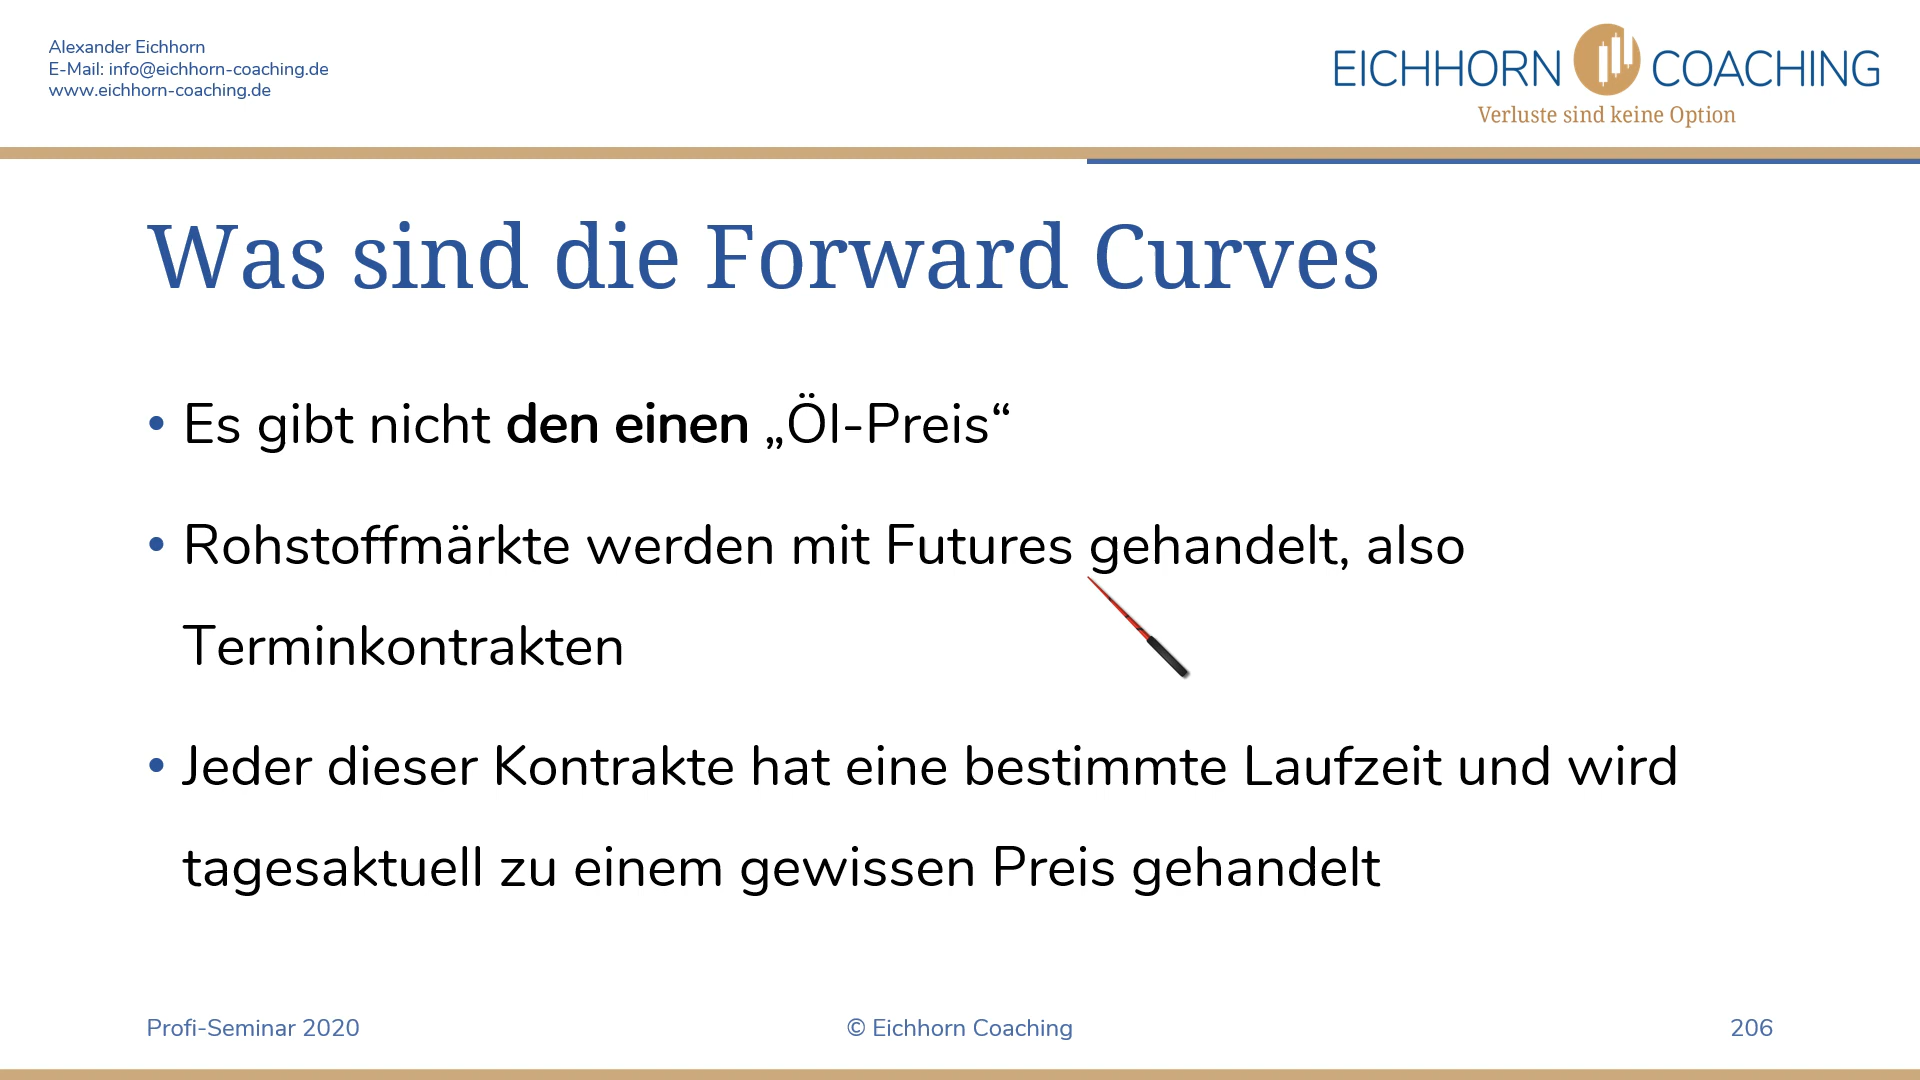 Alexander Eichhorn
E-Mail: info@eichhorn-coaching.de
www.eichhorn-coaching.de
EICHHORN COACHING
Verluste sind keine Option
Was sind die Forward Curves
• Es gibt nicht den einen „Öl-Preis“
• Rohstoffmärkte werden mit Futures gehandelt, also
Terminkontrakten
• Jeder dieser Kontrakte hat eine bestimmte Laufzeit und wird
tagesaktuell zu einem gewissen Preis gehandelt
Profi-Seminar 2020
© Eichhorn Coaching
206